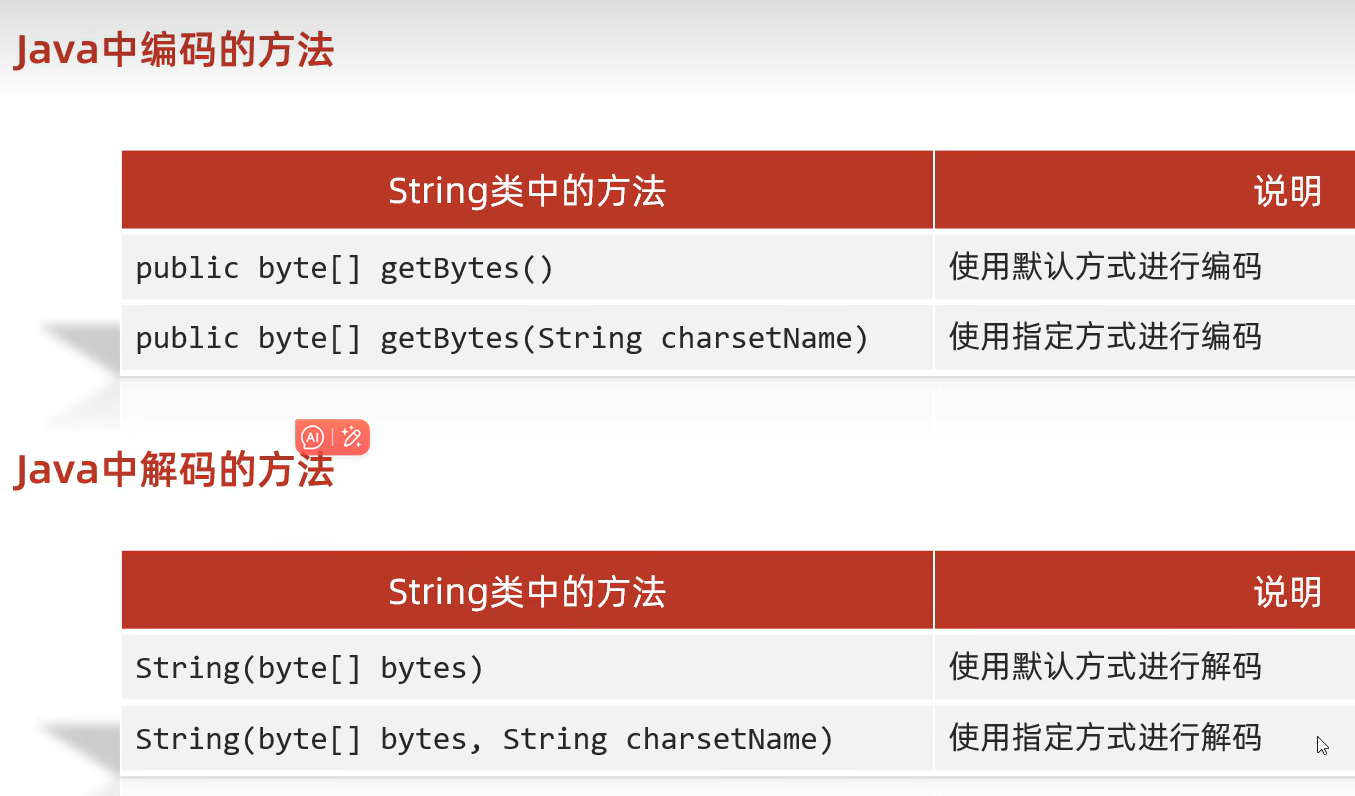 Java中编码的方法
String类中的方法 说明
public byte[] getBytes() 使用默认方式进行编码
public byte[] getBytes(String charsetName) 使用指定方式进行编码
AI
Java中解码的方法
String类中的方法 说明
String(byte[] bytes) 使用默认方式进行解码
String(byte[] bytes, String charsetName) 使用指定方式进行解码